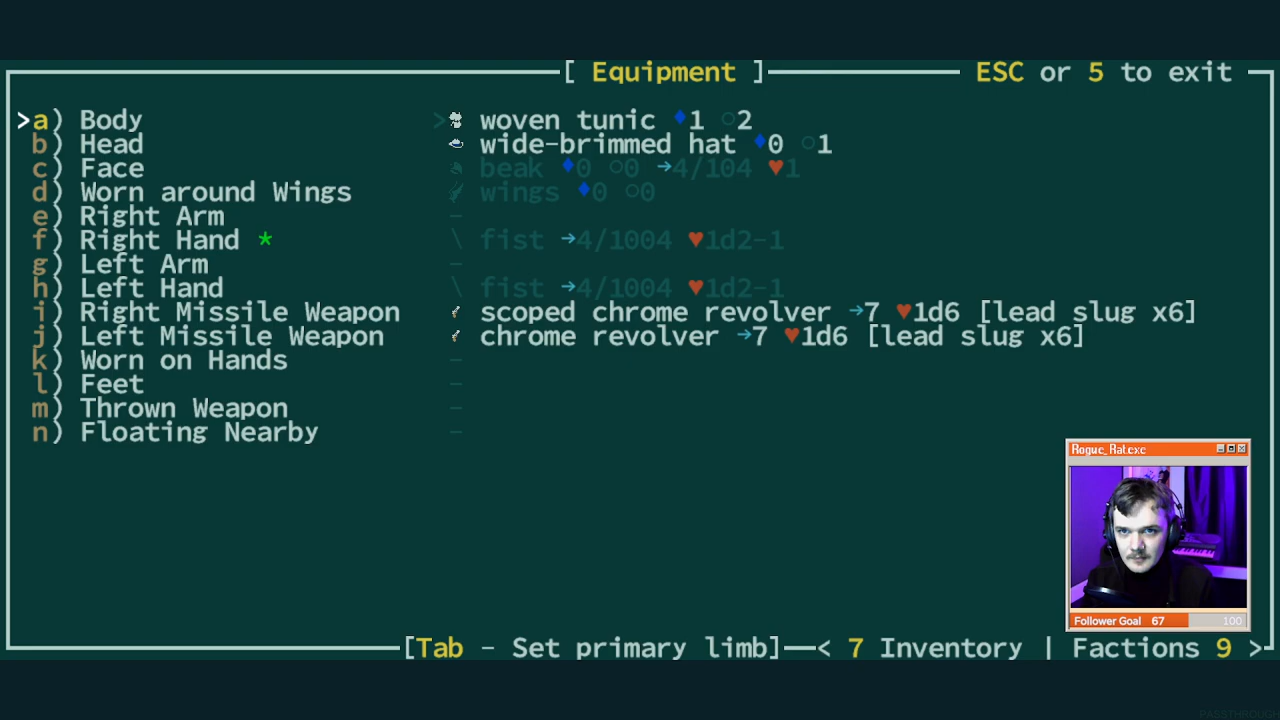 [ Equipment ] ESC or 5 to exit
>a) Body > woven tunic ♦1 ○2
b) Head wide-brimmed hat ♦0 ○1
c) Face beak ♦0 ○0 →4/104 ♥1
d) Worn around Wings wings ♦0 ○0
e) Right Arm –
f) Right Hand * \ fist →4/1004 ♥1d2-1
g) Left Arm –
h) Left Hand \ fist →4/1004 ♥1d2-1
i) Right Missile Weapon scoped chrome revolver →7 ♥1d6 [lead slug x6]
j) Left Missile Weapon chrome revolver →7 ♥1d6 [lead slug x6]
k) Worn on Hands –
l) Feet –
m) Thrown Weapon –
n) Floating Nearby –
Rogue_Rat.exe
Follower Goal 67 100
[Tab - Set primary limb] < 7 Inventory | Factions 9 >